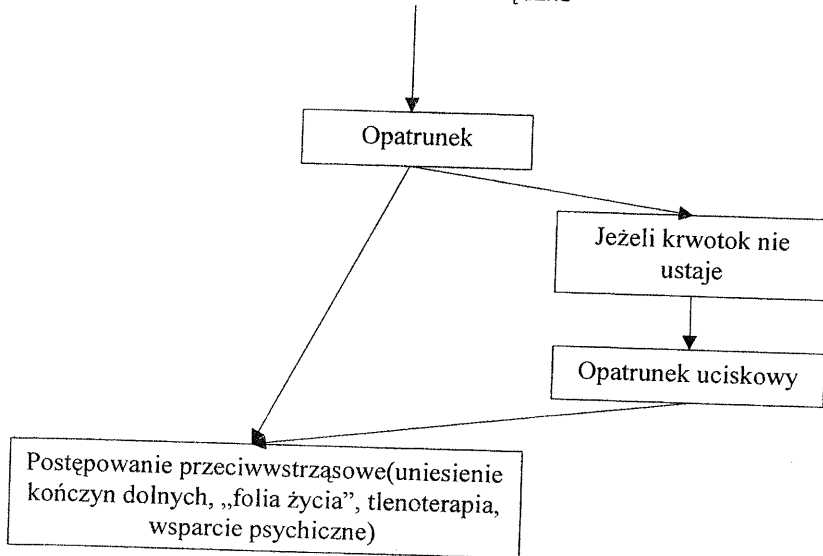 Opatrunek
Jeżeli krwotok nie
ustaje
Opatrunek uciskowy
Postępowanie przeciwwstrząsowe(uniesienie
kończyn dolnych, „folia życia”, tlenoterapia,
wsparcie psychiczne)